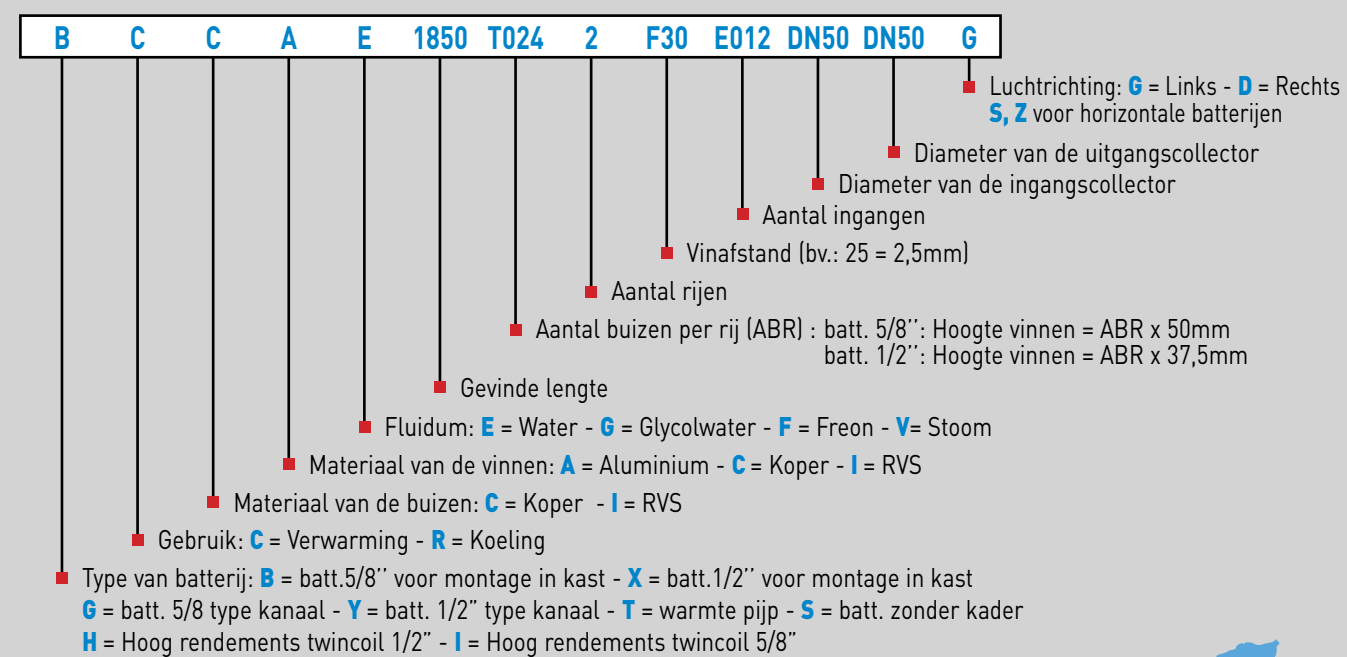 B C C A E 1850 T024 2 F30 E012 DN50 DN50 G
Luchtrichting: G = Links - D = Rechts
S, Z voor horizontale batterijen
Diameter van de uitgangscollector
Diameter van de ingangscollector
Aantal ingangen
Vinafstand (bv.: 25 = 2,5mm)
Aantal rijen
Aantal buizen per rij (ABR) : batt. 5/8'': Hoogte vinnen = ABR x 50mm
batt. 1/2'': Hoogte vinnen = ABR x 37,5mm
Gevinde lengte
Fluidum: E = Water - G = Glycolwater - F = Freon - V= Stoom
Materiaal van de vinnen: A = Aluminium - C = Koper - I = RVS
Materiaal van de buizen: C = Koper - I = RVS
Gebruik: C = Verwarming - R = Koeling
Type van batterij: B = batt.5/8'' voor montage in kast - X = batt.1/2'' voor montage in kast
G = batt. 5/8 type kanaal - Y = batt. 1/2" type kanaal - T = warmte pijp - S = batt. zonder kader
H = Hoog rendements twincoil 1/2" - I = Hoog rendements twincoil 5/8"